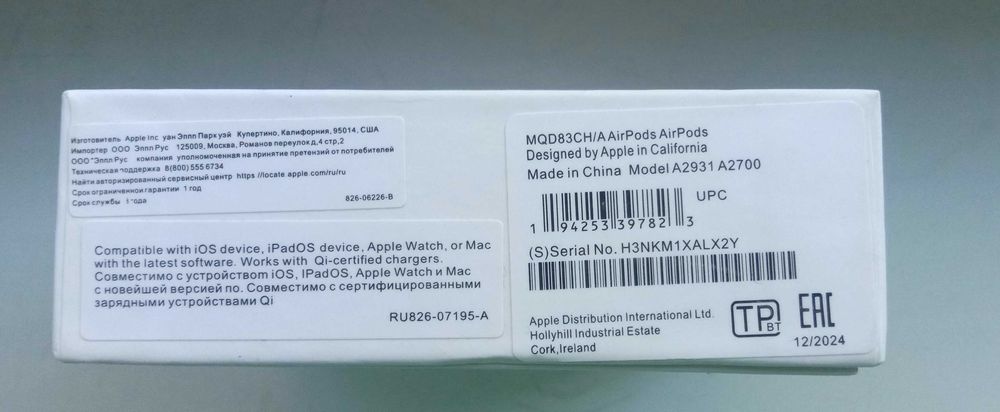 Изготовитель Apple Inc уан Эппл Парк уэй Купертино, Калифорния, 95014, США
Импортер ООО Эппл Рус 125009, Москва, Романов переулок д,4 стр,2
ООО "Эппл Рус компания уполномоченная на принятие претензий от потребителей
Техническая поддержка 8(800) 555 6734
Найти авторизированный сервисный центр https //locate.apple.com/ru/ru
Срок ограниченной гарантии 1 год
Срок службы года
826-06226-B
Compatible with iOS device, iPadOS device, Apple Watch, or Mac
with the latest software. Works with Qi-certified chargers.
Совместимо с устройством iOS, IPadOS, Apple Watch и Mac
с новейшей версией по. Совместимо с сертифицированными
зарядными устройствами Qi
RU826-07195-A
MQD83CH/A AirPods AirPods
Designed by Apple in California
Made in China Model A2931 A2700
UPC
1 94253 39782 3
(S)Serial No. H3NKM1XALX2Y
Apple Distribution International Ltd.
Hollyhill Industrial Estate
Cork,Ireland
ТР ВТ
ЕАС
12/2024